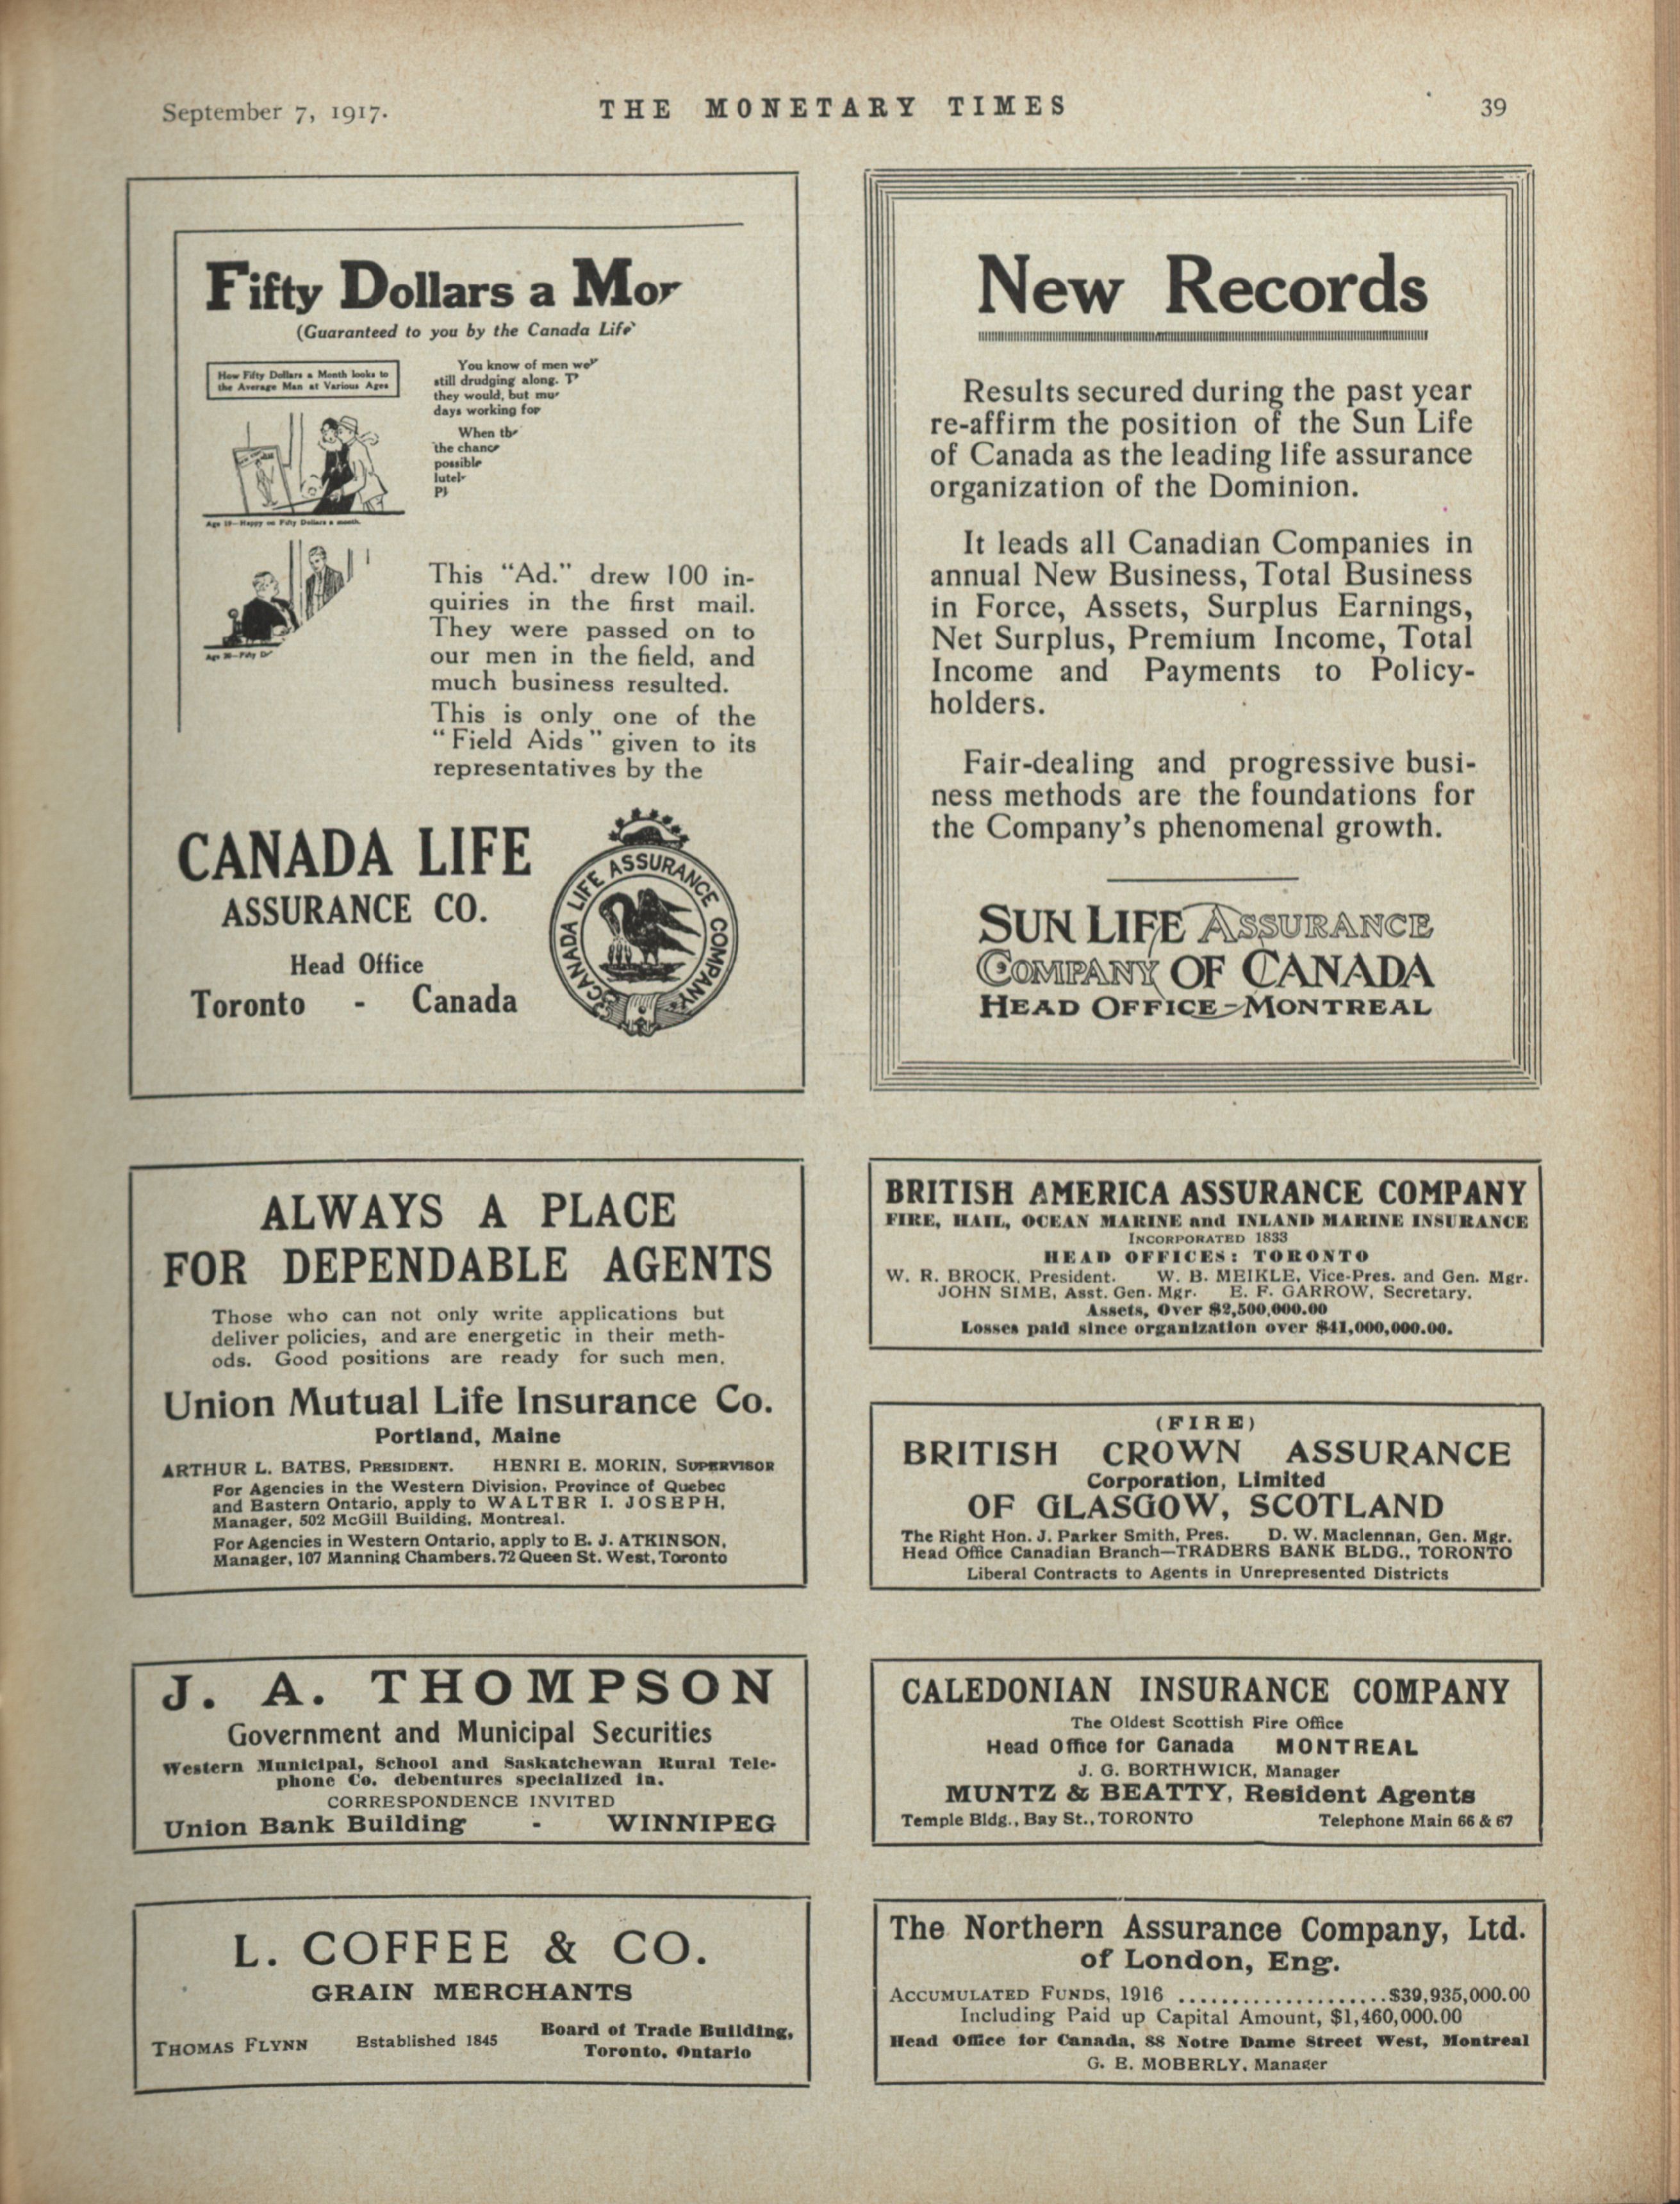 September 7, 1917.
THE MONETARY TIMES
39
Fifty Dollars a Mor
(Guaranteed to you by the Canada Life
How Fifty Dollars a Month looks to
the Average Man at Various Ages
You know of men we
still drudging along. T
they would, but mu
days working for
When th
the chance
possible
lutel
Pl
Age 19—Happy on Fifty Dollars a month.
This "Ad." drew 100 in-
quiries in the first mail.
They were passed on to
our men in the field, and
much business resulted.
This is only one of the
"Field Aids" given to its
representatives by the
CANADA LIFE
ASSURANCE CO.
Head Office
Toronto - Canada
CANADA LIFE ASSURANCE COMPANY
New Records
Results secured during the past year
re-affirm the position of the Sun Life
of Canada as the leading life assurance
organization of the Dominion.
It leads all Canadian Companies in
annual New Business, Total Business
in Force, Assets, Surplus Earnings,
Net Surplus, Premium Income, Total
Income and Payments to Policy-
holders.
Fair-dealing and progressive busi-
ness methods are the foundations for
the Company's phenomenal growth.
SUN LIFE ASSURANCE
COMPANY OF CANADA
HEAD OFFICE-MONTREAL
ALWAYS A PLACE
FOR DEPENDABLE AGENTS
Those who can not only write applications but
deliver policies, and are energetic in their meth-
ods. Good positions are ready for such men.
Union Mutual Life Insurance Co.
Portland, Maine
ARTHUR L. BATES, PRESIDENT. HENRI E. MORIN, SUPERVISOR
For Agencies in the Western Division, Province of Quebec
and Eastern Ontario, apply to WALTER I. JOSEPH,
Manager, 502 McGill Building, Montreal.
For Agencies in Western Ontario, apply to E. J. ATKINSON,
Manager, 107 Manning Chambers, 72 Queen St. West, Toronto
BRITISH AMERICA ASSURANCE COMPANY
FIRE, HAIL, OCEAN MARINE and INLAND MARINE INSURANCE
INCORPORATED 1833
HEAD OFFICES: TORONTO
W. R. BROCK, President. W. B. MEIKLE, Vice-Pres. and Gen. Mgr.
JOHN SIME, Asst. Gen. Mgr. E. F. GARROW, Secretary.
Assets, Over $2,500,000.00
Losses paid since organization over $41,000,000.00.
(FIRE)
BRITISH CROWN ASSURANCE
Corporation, Limited
OF GLASGOW, SCOTLAND
The Right Hon. J. Parker Smith, Pres. D. W. Maclennan, Gen. Mgr.
Head Office Canadian Branch—TRADERS BANK BLDG., TORONTO
Liberal Contracts to Agents in Unrepresented Districts
J. A. THOMPSON
Government and Municipal Securities
Western Municipal, School and Saskatchewan Rural Tele-
phone Co. debentures specialized in.
CORRESPONDENCE INVITED
Union Bank Building - WINNIPEG
CALEDONIAN INSURANCE COMPANY
The Oldest Scottish Fire Office
Head Office for Canada MONTREAL
J. G. BORTHWICK, Manager
MUNTZ & BEATTY, Resident Agents
Temple Bldg., Bay St., TORONTO Telephone Main 66 & 67
L. COFFEE & CO.
GRAIN MERCHANTS
THOMAS FLYNN Established 1845 Board of Trade Building,
Toronto, Ontario
The Northern Assurance Company, Ltd.
of London, Eng.
ACCUMULATED FUNDS, 1916 ....................$39,935,000.00
Including Paid up Capital Amount, $1,460,000.00
Head Office for Canada, 88 Notre Dame Street West, Montreal
G. E. MOBERLY, Manager